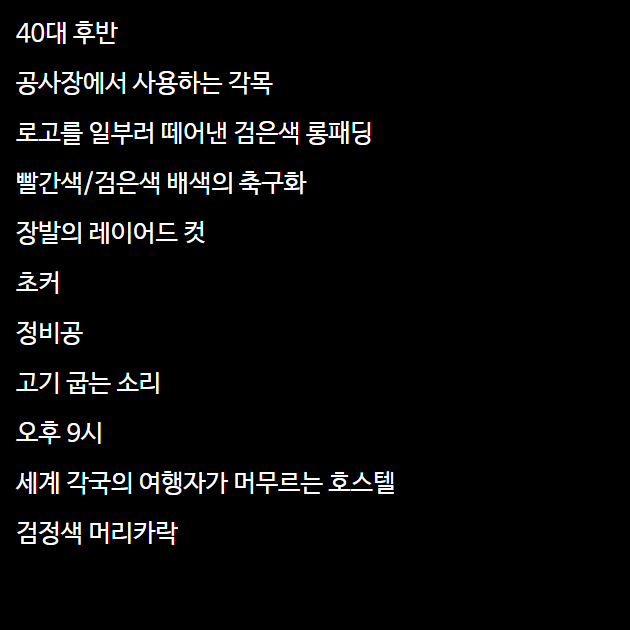 40대 후반
공사장에서 사용하는 각목
로고를 일부러 떼어낸 검은색 롱패딩
빨간색/검은색 배색의 축구화
장발의 레이어드 컷
초커
정비공
고기 굽는 소리
오후 9시
세계 각국의 여행자가 머무르는 호스텔
검정색 머리카락